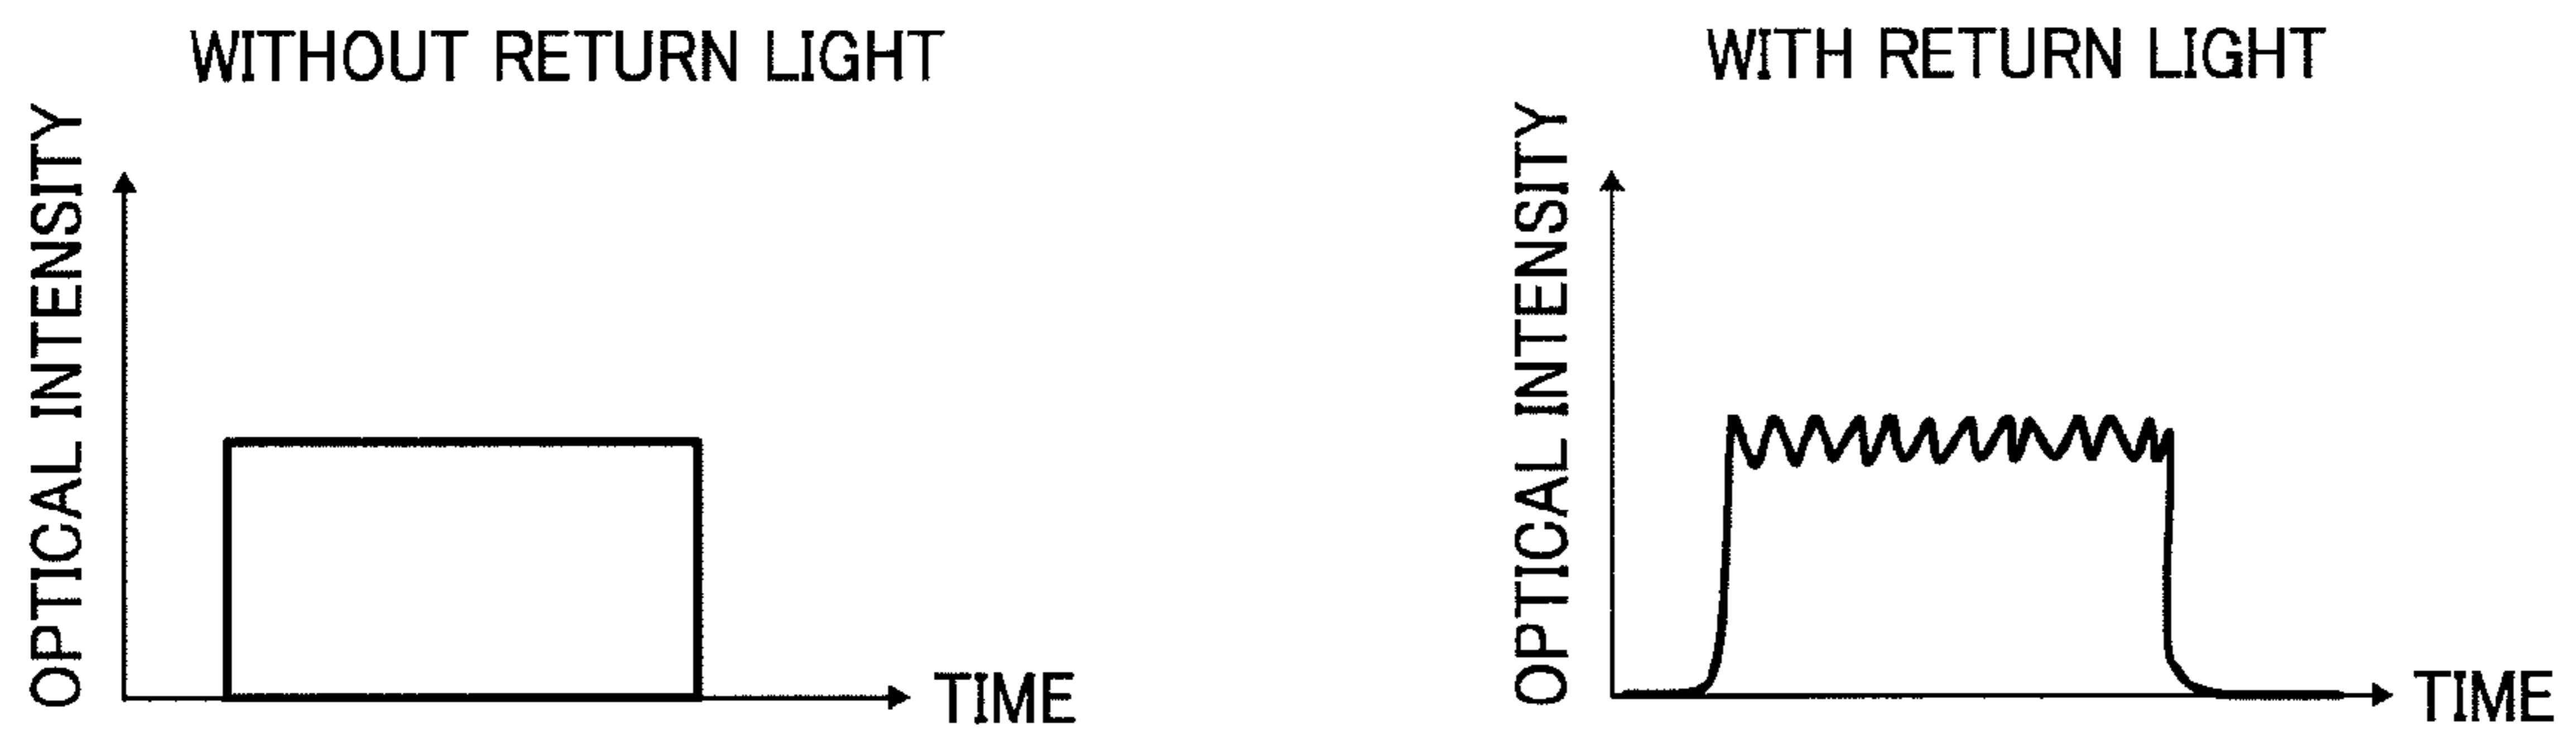 WITHOUT RETURN LIGHT
OPTICAL INTENSITY
TIME
WITH RETURN LIGHT
OPTICAL INTENSITY
TIME